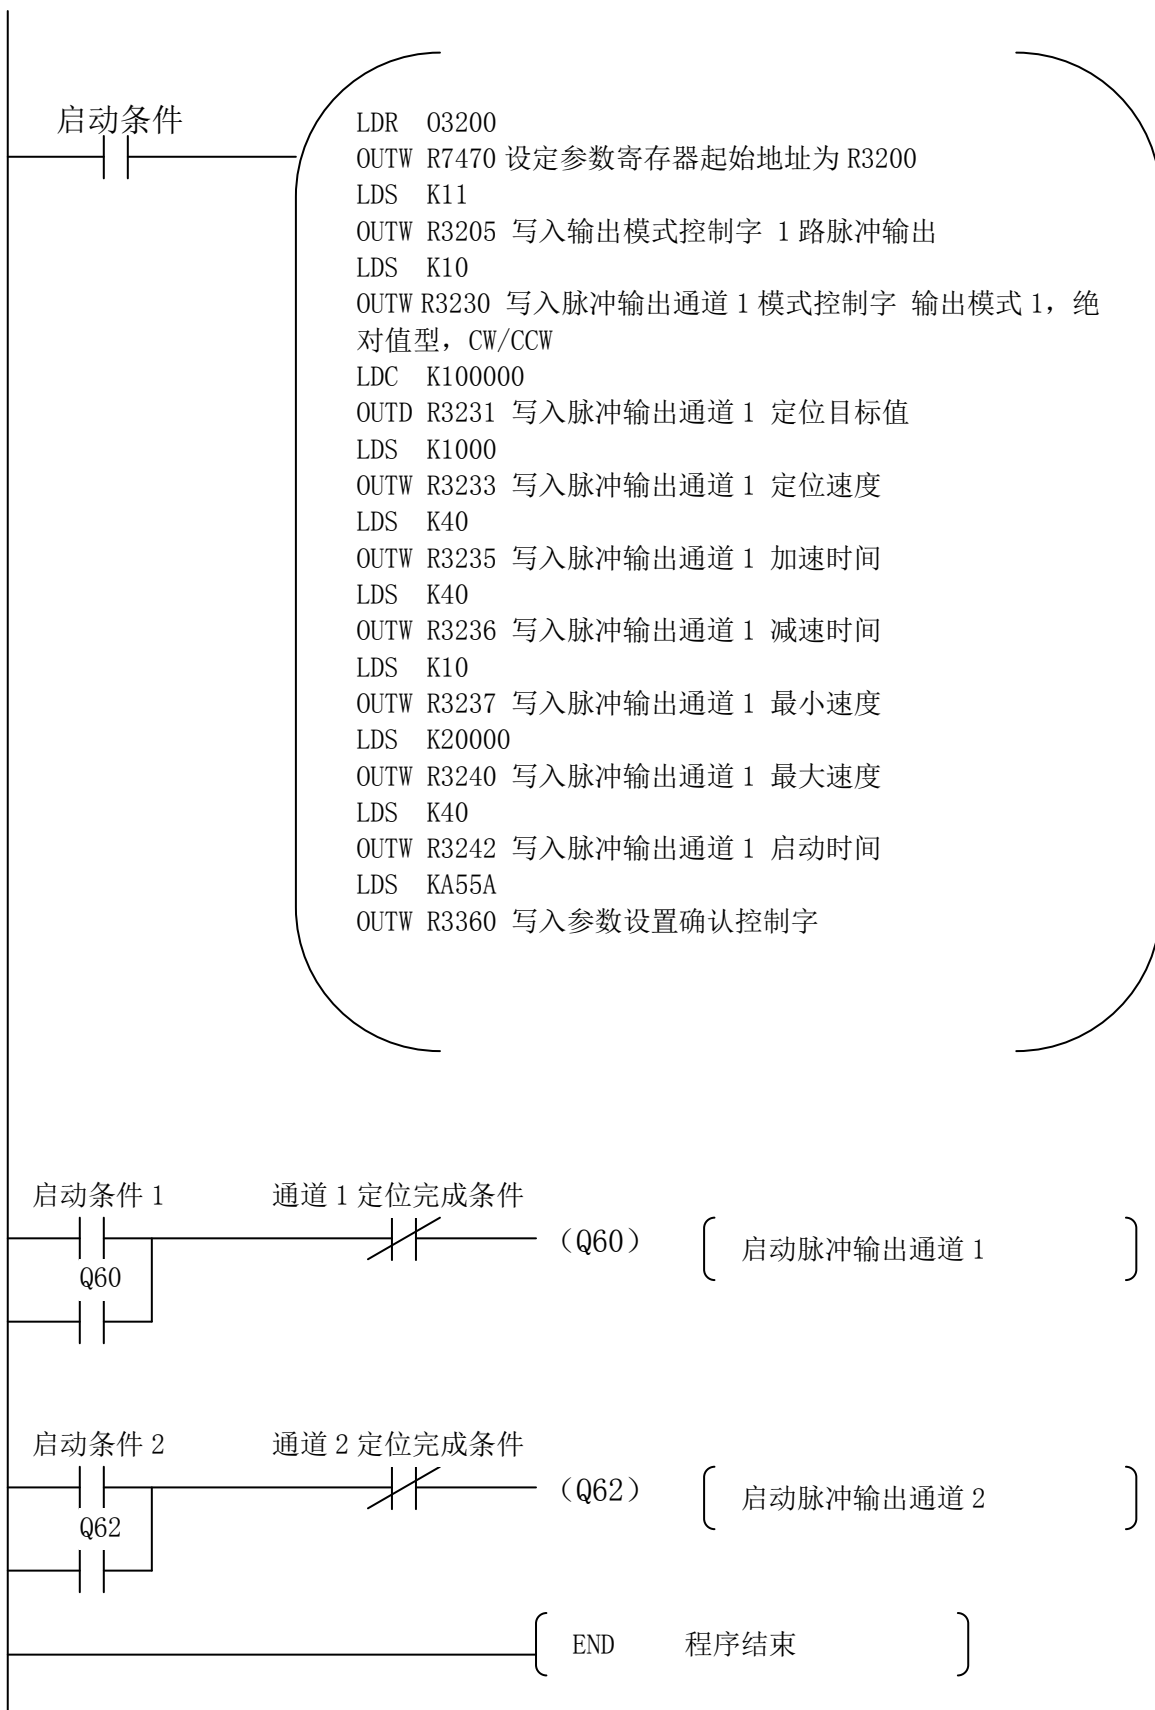 启动条件
LDR O3200
OUTW R7470 设定参数寄存器起始地址为 R3200
LDS K11
OUTW R3205 写入输出模式控制字 1 路脉冲输出
LDS K10
OUTW R3230 写入脉冲输出通道 1 模式控制字 输出模式 1，绝
对值型，CW/CCW
LDC K100000
OUTD R3231 写入脉冲输出通道 1 定位目标值
LDS K1000
OUTW R3233 写入脉冲输出通道 1 定位速度
LDS K40
OUTW R3235 写入脉冲输出通道 1 加速时间
LDS K40
OUTW R3236 写入脉冲输出通道 1 减速时间
LDS K10
OUTW R3237 写入脉冲输出通道 1 最小速度
LDS K20000
OUTW R3240 写入脉冲输出通道 1 最大速度
LDS K40
OUTW R3242 写入脉冲输出通道 1 启动时间
LDS KA55A
OUTW R3360 写入参数设置确认控制字
启动条件 1 通道 1 定位完成条件
（Q60） 启动脉冲输出通道 1
Q60
启动条件 2 通道 2 定位完成条件
（Q62） 启动脉冲输出通道 2
Q62
END 程序结束